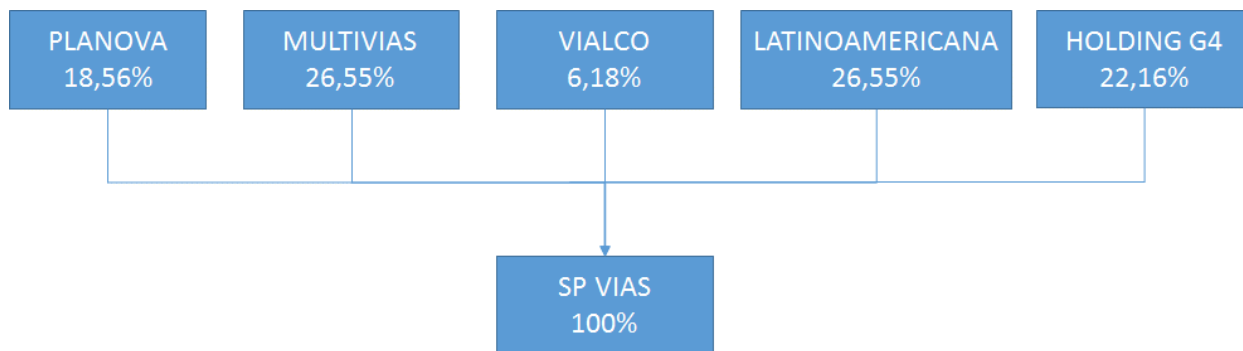 PLANOVA
18,56%
MULTIVIAS
26,55%
VIALCO
6,18%
LATINOAMERICANA
26,55%
HOLDING G4
22,16%
SP VIAS
100%